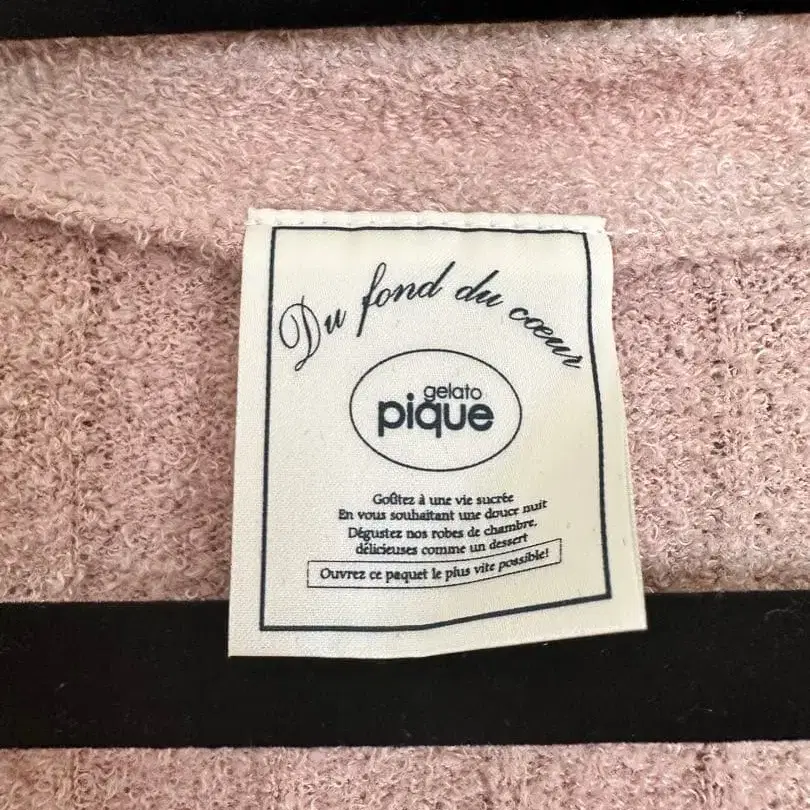 Du fond du coeur
gelato
pique
Goûtez à une vie sucrée
En vous souhaitant une douce nuit
Dégustez nos robes de chambre,
délicieuses comme un dessert
Ouvrez ce paquet le plus vite possible!